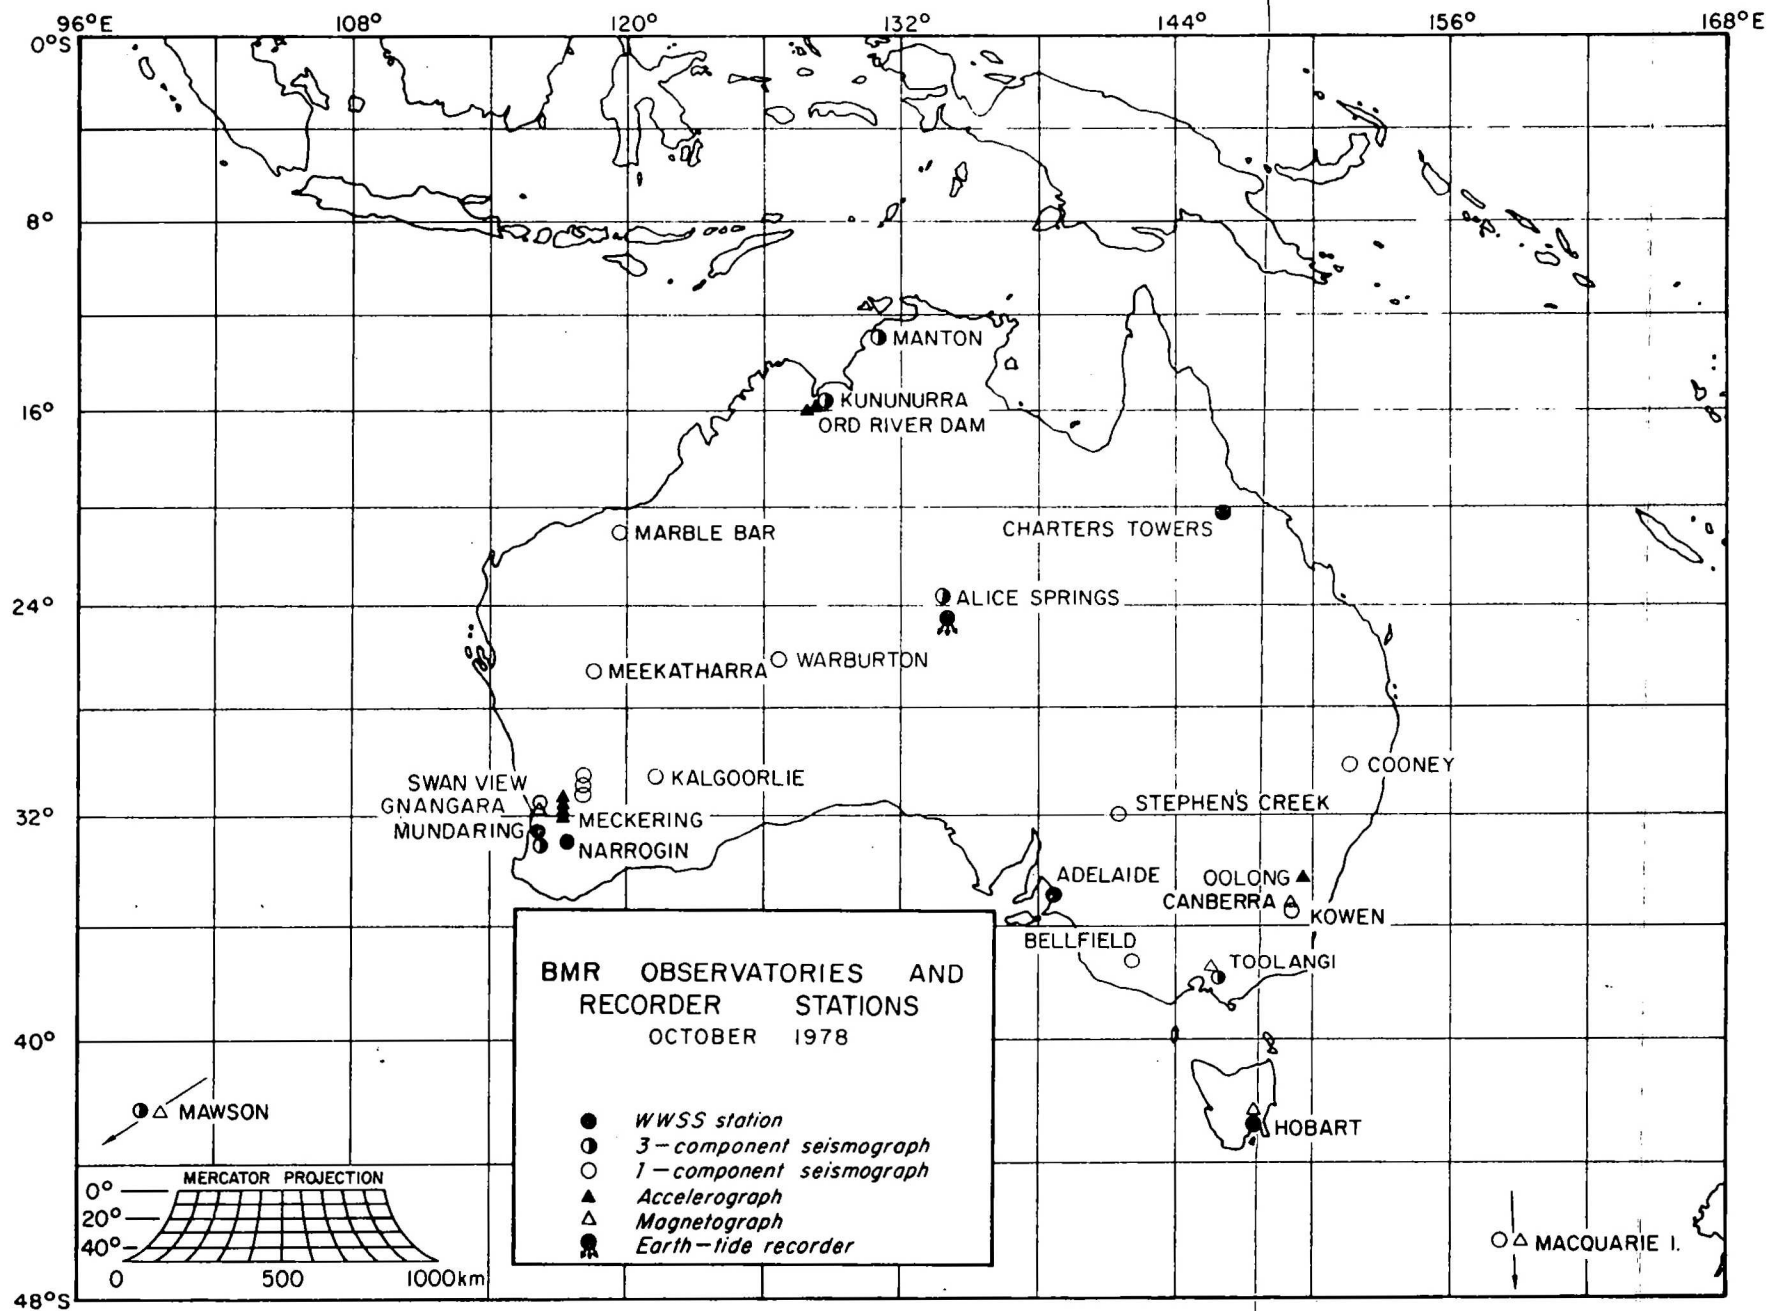 96°E 108° 120° 132° 144° 156° 168°E
0°S
8°
MANTON
KUNUNURRA
16°
ORD RIVER DAM
CHARTERS TOWERS
MARBLE BAR
24°
ALICE SPRINGS
WARBURTON
MEEKATHARRA
COONEY
KALGOORLIE
SWAN VIEW
STEPHEN'S CREEK
GNANGARA
32°
MECKERING
MUNDARING
NARROGIN
ADELAIDE
OOLONG
CANBERRA
KOWEN
BELLFIELD
TOOLANGI
BMR OBSERVATORIES AND
RECORDER STATIONS
OCTOBER 1978
40°
MAWSON
WWSS station
HOBART
3-component seismograph
1-component seismograph
Accelerograph
Magnetograph
Earth-tide recorder
MERCATOR PROJECTION
0°
20°
40°
0 500 1000km
MACQUARIE I.
48°S